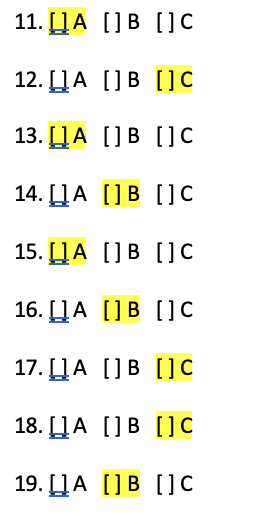 11. [] A [] B [] C
12. [] A [] B [] C
13. [] A [] B [] C
14. [] A [] B [] C
15. [] A [] B [] C
16. [] A [] B [] C
17. [] A [] B [] C
18. [] A [] B [] C
19. [] A [] B [] C